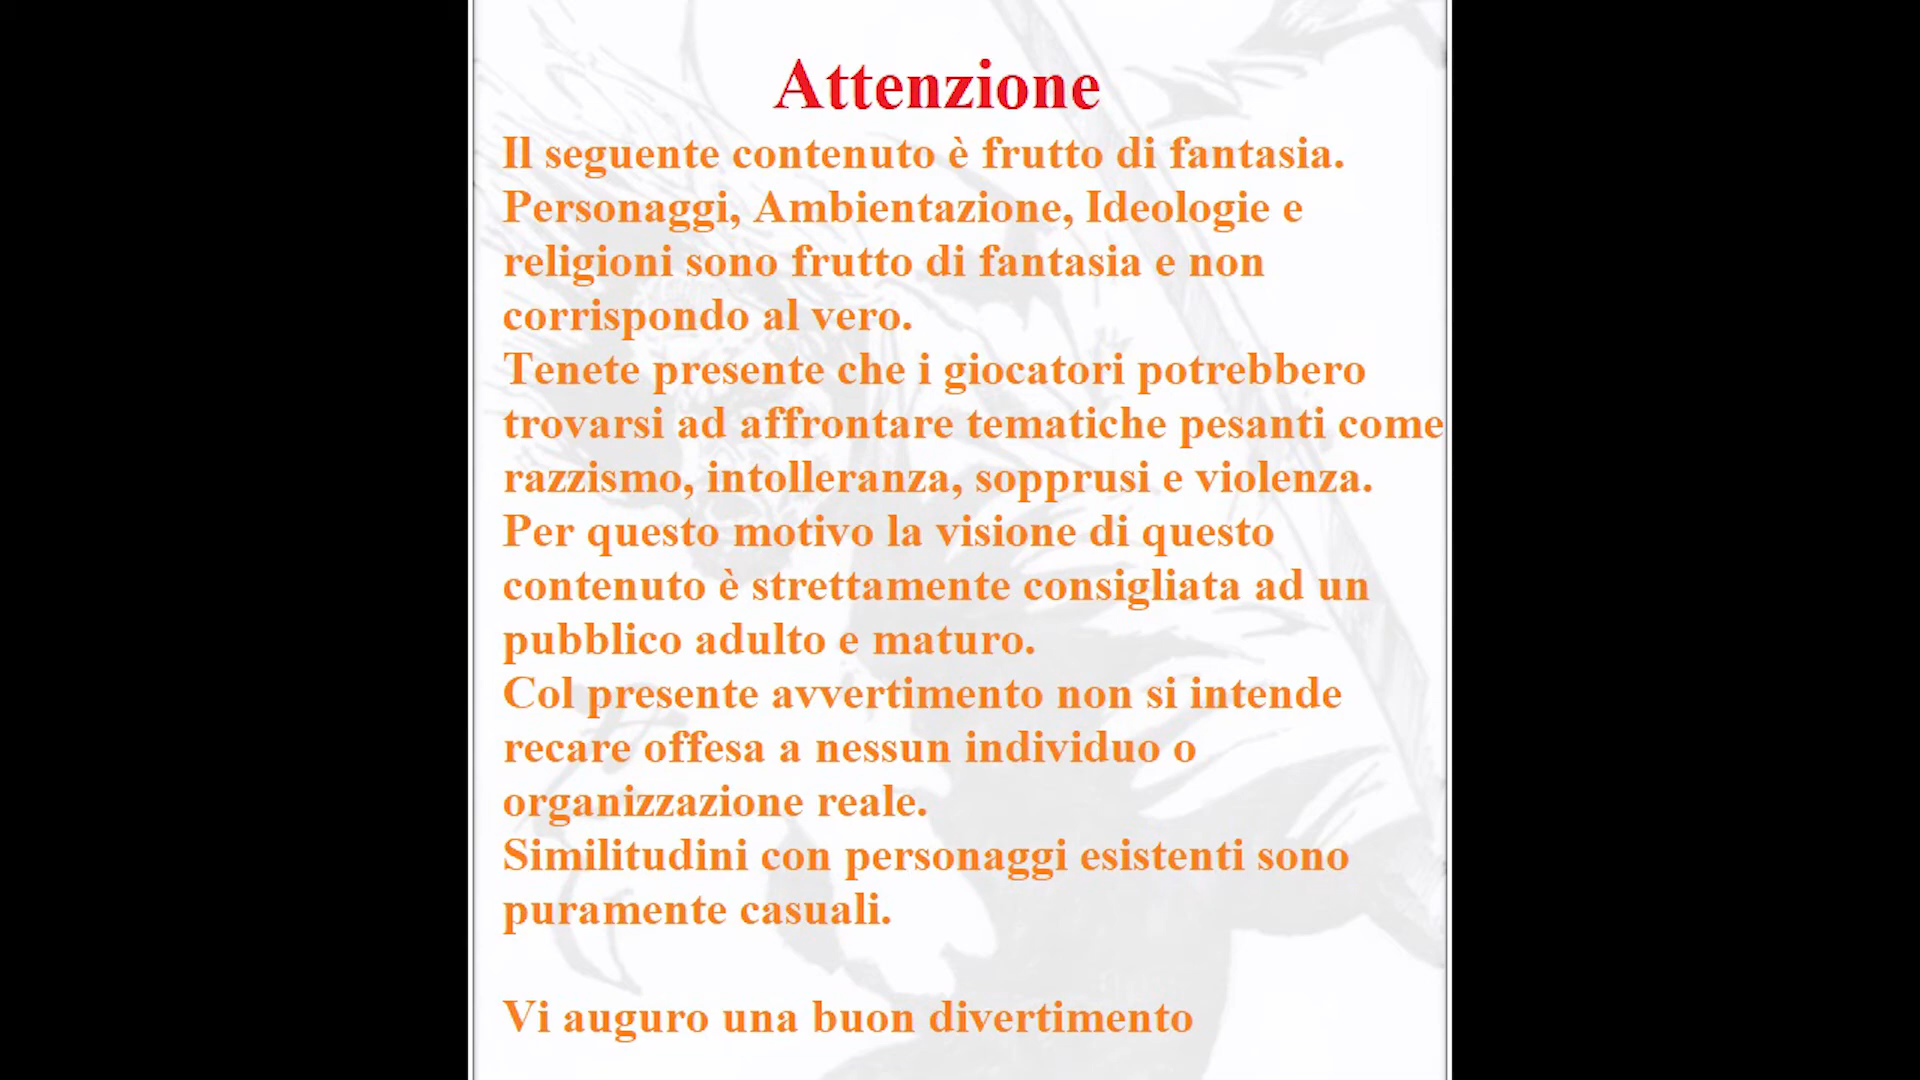 Attenzione
Il seguente contenuto è frutto di fantasia.
Personaggi, Ambientazione, Ideologie e
religioni sono frutto di fantasia e non
corrispondo al vero.
Tenete presente che i giocatori potrebbero
trovarsi ad affrontare tematiche pesanti come
razzismo, intolleranza, sopprusi e violenza.
Per questo motivo la visione di questo
contenuto è strettamente consigliata ad un
pubblico adulto e maturo.
Col presente avvertimento non si intende
recare offesa a nessun individuo o
organizzazione reale.
Similitudini con personaggi esistenti sono
puramente casuali.
Vi auguro una buon divertimento